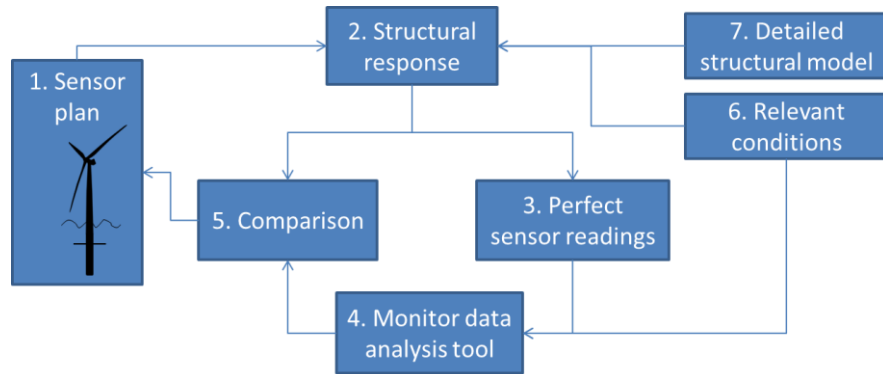 1. Sensor
plan
2. Structural
response
7. Detailed
structural model
6. Relevant
conditions
5. Comparison
3. Perfect
sensor readings
4. Monitor data
analysis tool